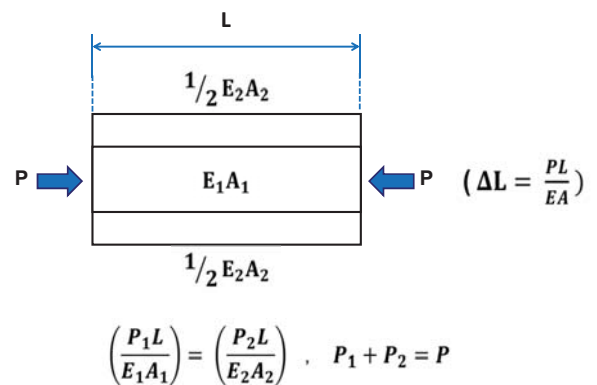 L
1/2 E₂A₂
P
E₁A₁
P
(ΔL = PL/EA)
1/2 E₂A₂
(P₁L/E₁A₁) = (P₂L/E₂A₂) , P₁ + P₂ = P